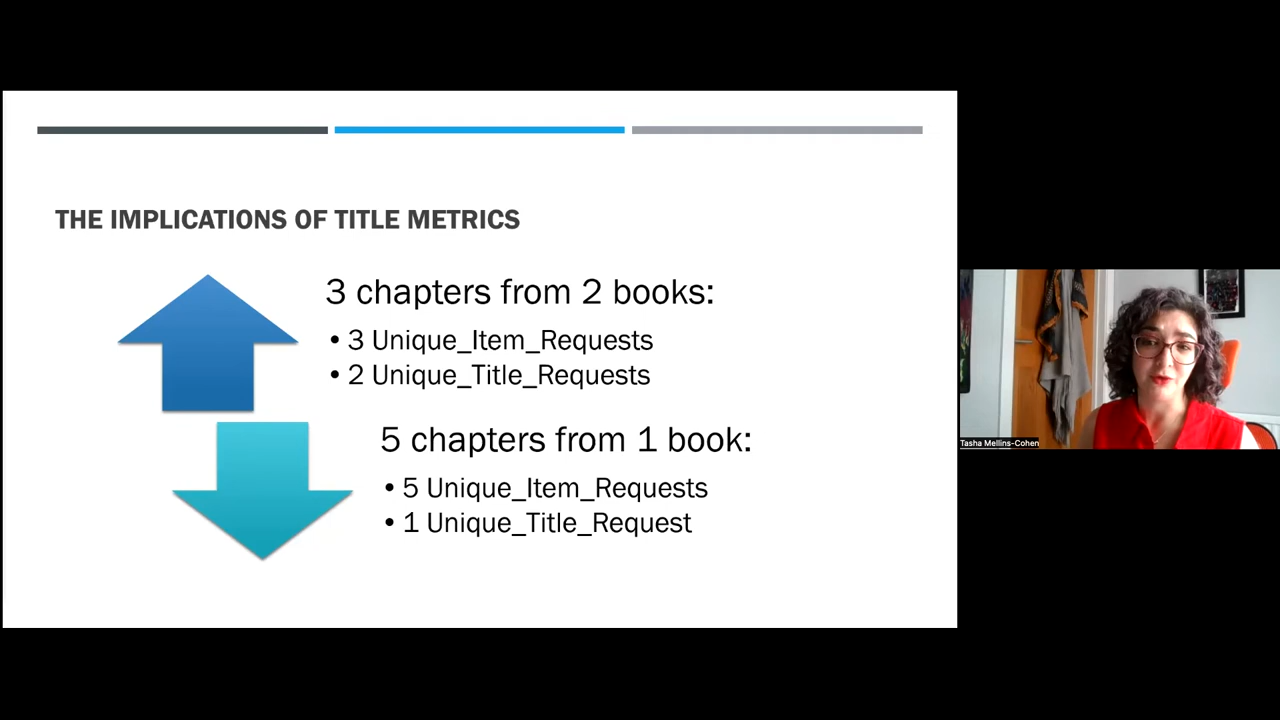 THE IMPLICATIONS OF TITLE METRICS
3 chapters from 2 books:
• 3 Unique_Item_Requests
• 2 Unique_Title_Requests
5 chapters from 1 book:
• 5 Unique_Item_Requests
• 1 Unique_Title_Request
Tasha Mellins-Cohen